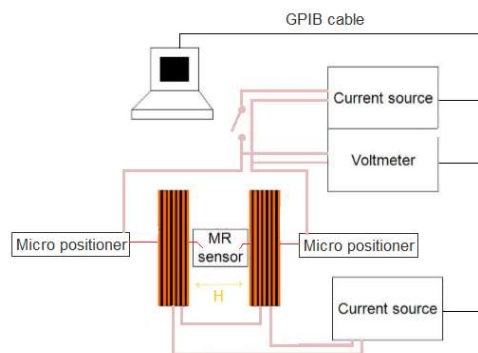 GPIB cable
Current source
Voltmeter
Micro positioner
MR
sensor
Micro positioner
H
Current source